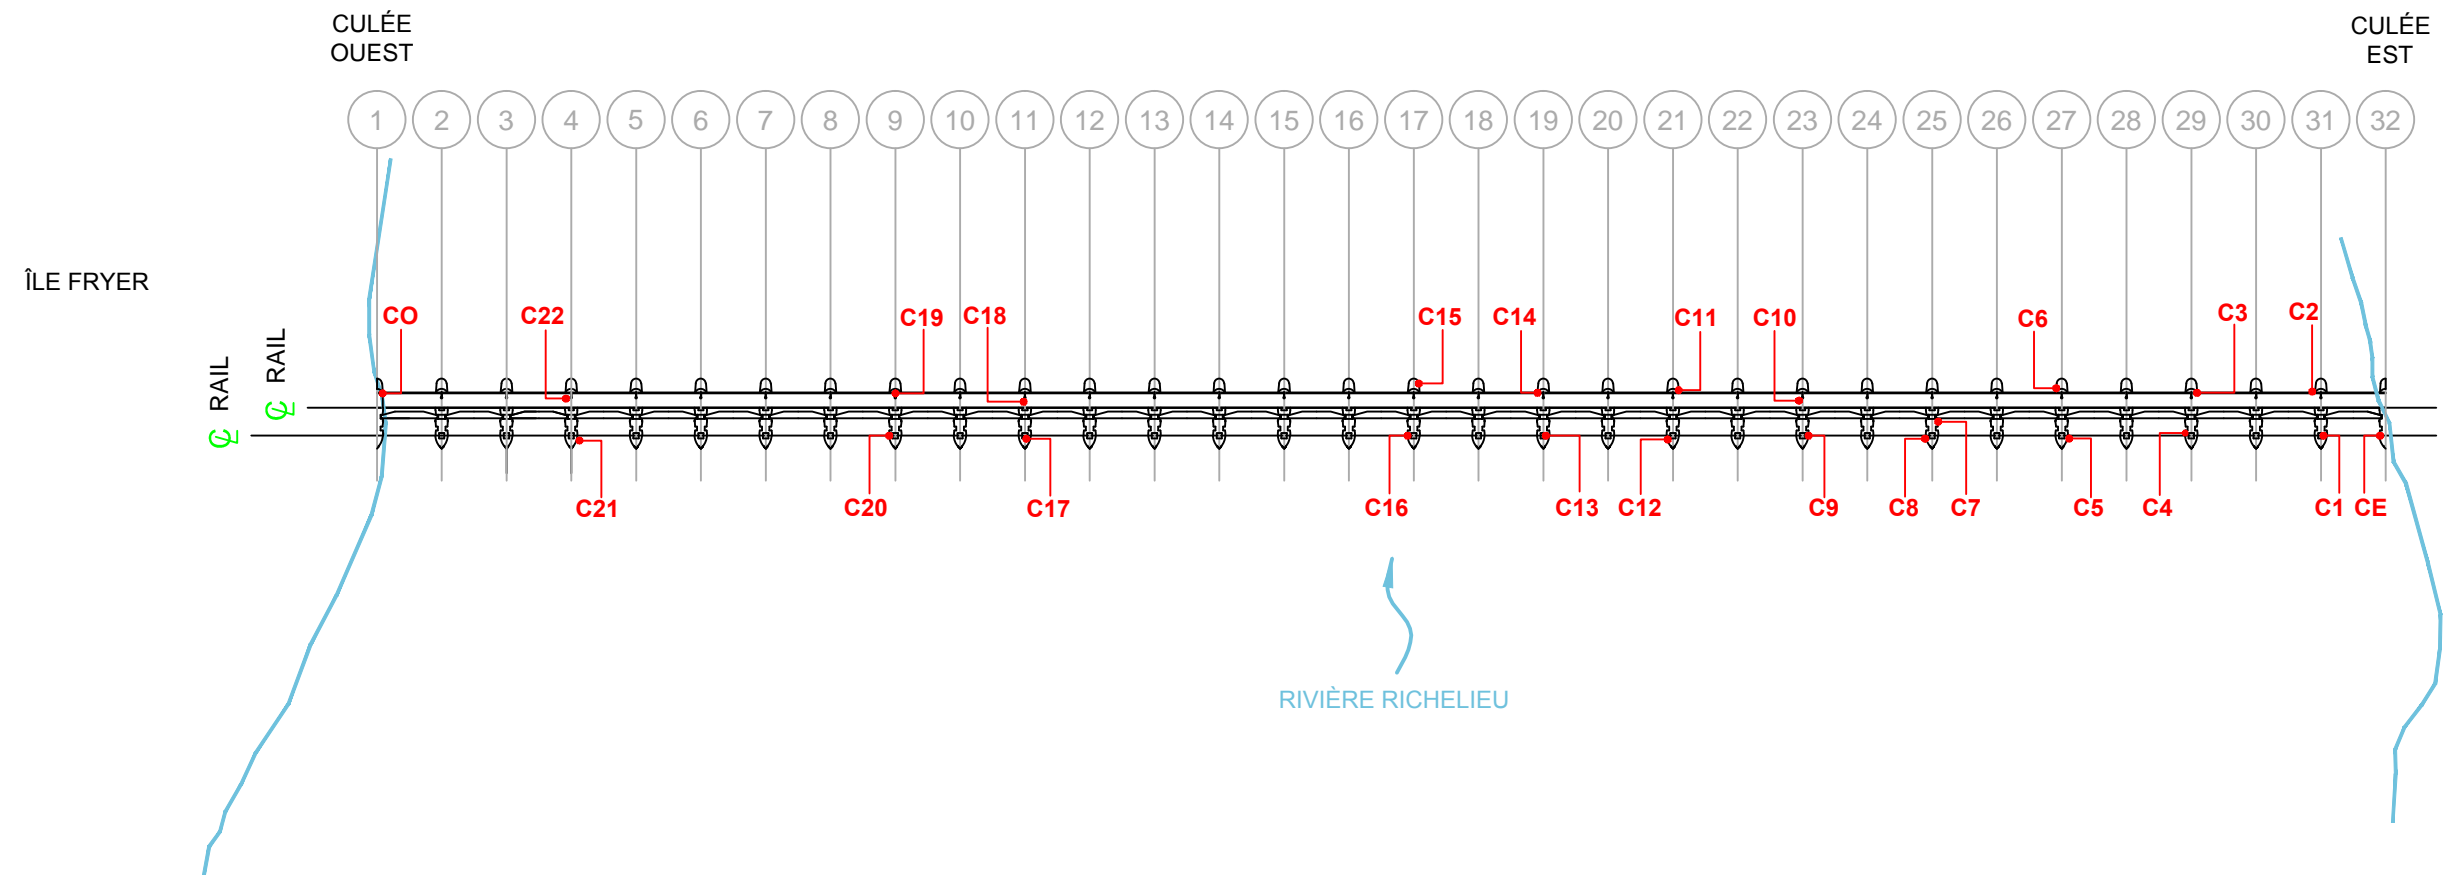 CULÉE
OUEST
CULÉE
EST
1 2 3 4 5 6 7 8 9 10 11 12 13 14 15 16 17 18 19 20 21 22 23 24 25 26 27 28 29 30 31 32
ÎLE FRYER
CO C22 C19 C18 C15 C14 C11 C10 C6 C3 C2
RAIL
RAIL
C21 C20 C17 C16 C13 C12 C9 C8 C7 C5 C4 C1 CE
RIVIÈRE RICHELIEU